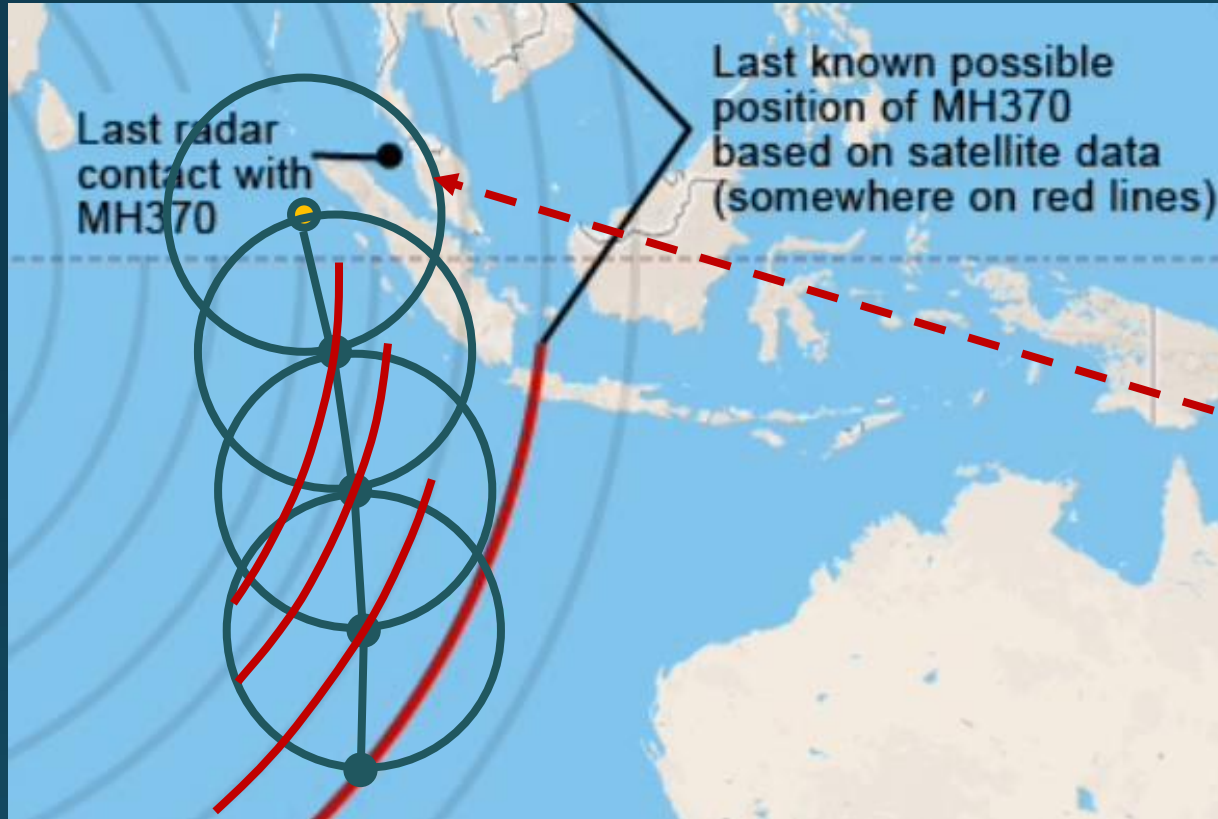 Last radar
contact with
MH370
Last known possible
position of MH370
based on satellite data
(somewhere on red lines)